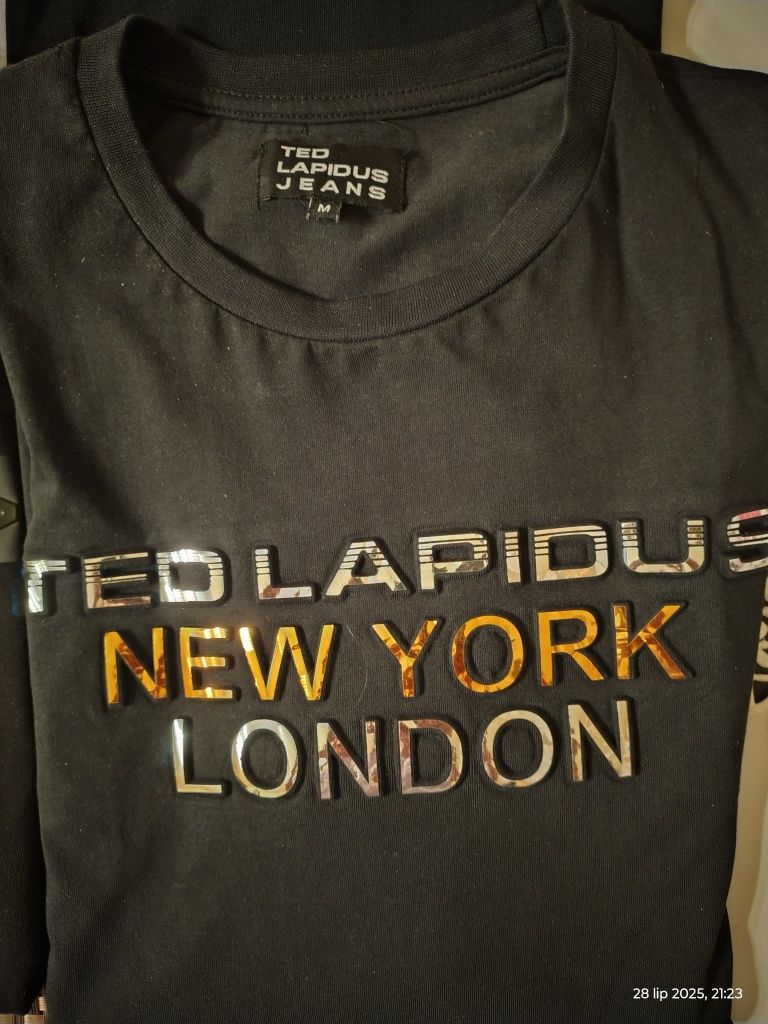 TED
LAPIDUS
JEANS
M
TED LAPIDUS
NEW YORK
LONDON
28 lip 2025, 21:23